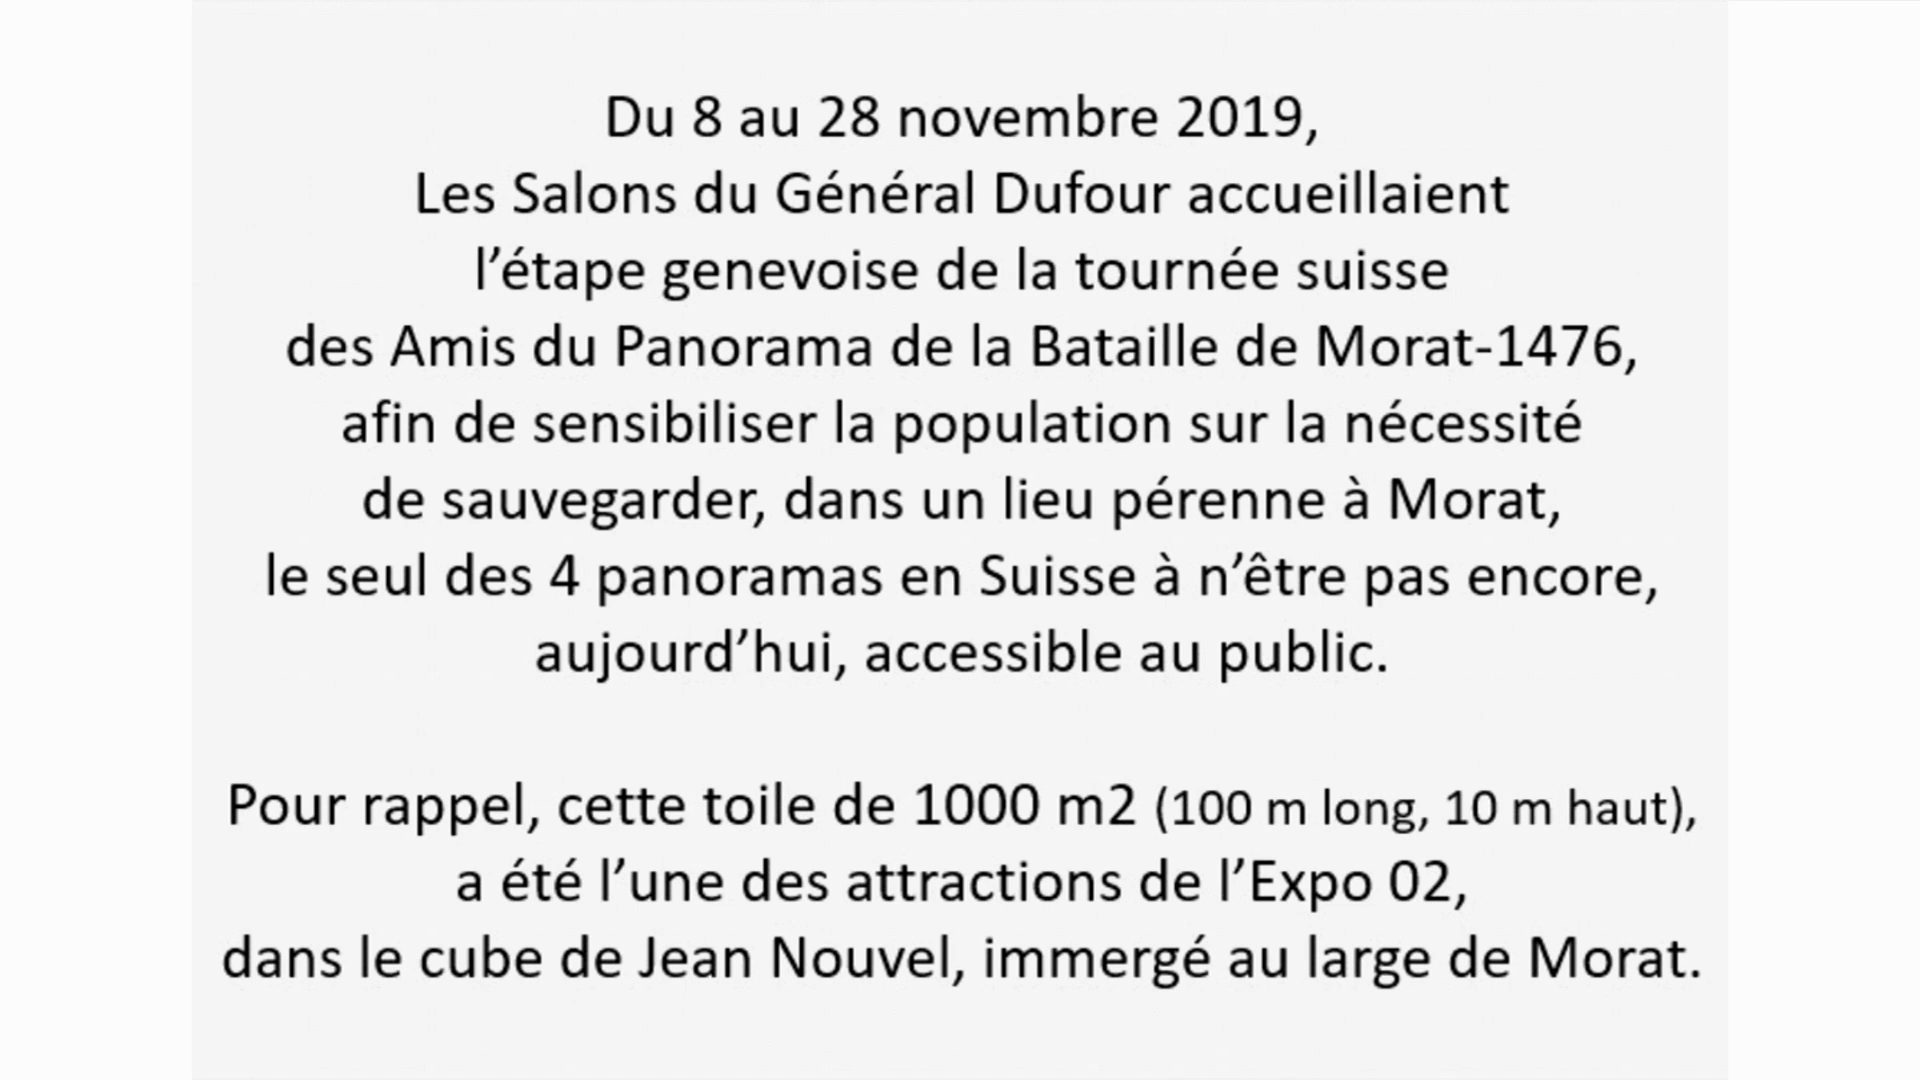 Du 8 au 28 novembre 2019,
Les Salons du Général Dufour accueillaient
l’étape genevoise de la tournée suisse
des Amis du Panorama de la Bataille de Morat-1476,
afin de sensibiliser la population sur la nécessité
de sauvegarder, dans un lieu pérenne à Morat,
le seul des 4 panoramas en Suisse à n’être pas encore,
aujourd’hui, accessible au public.
Pour rappel, cette toile de 1000 m2 (100 m long, 10 m haut),
a été l’une des attractions de l’Expo 02,
dans le cube de Jean Nouvel, immergé au large de Morat.